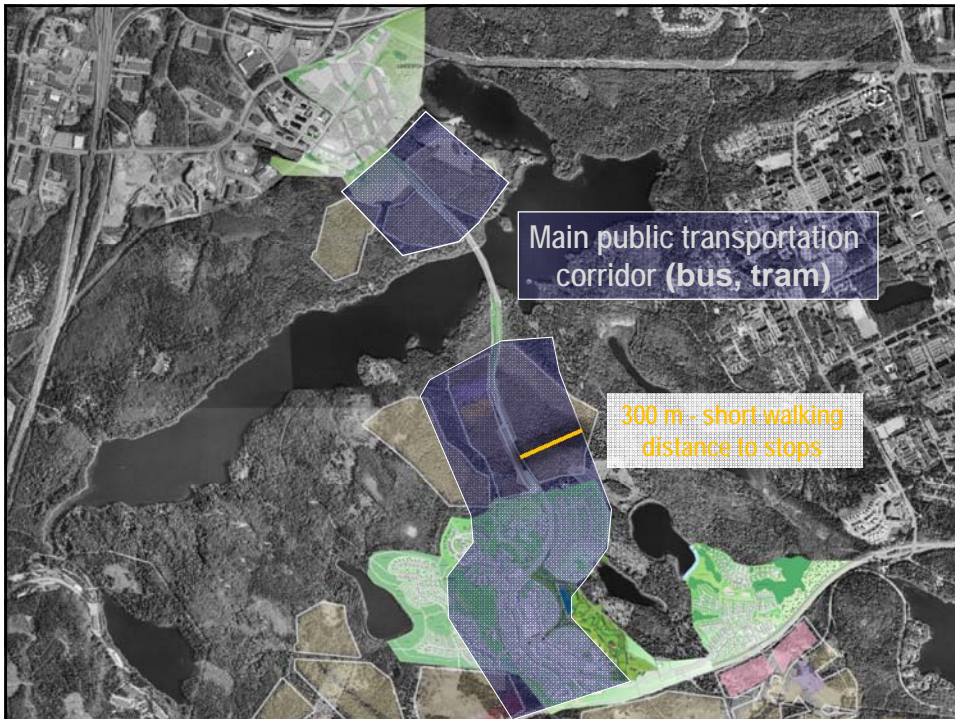 Main public transportation
corridor (bus, tram)
300 m - short walking
distance to stops